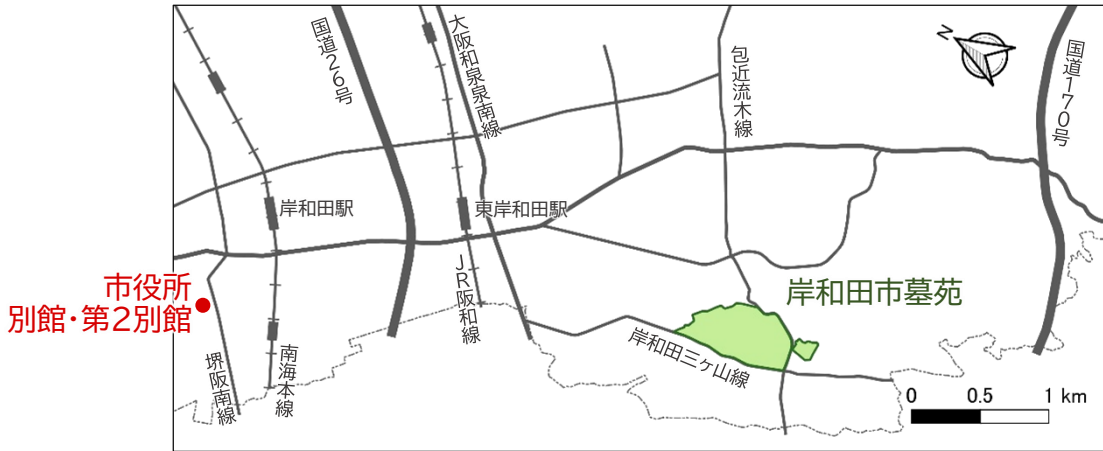 国道26号
大阪和泉泉南線
包近流木線
N
国道170号
岸和田駅
東岸和田駅
JR阪和線
市役所
別館・第2別館
岸和田市墓苑
岸和田三ヶ山線
堺阪南線
南海本線
0 0.5 1 km